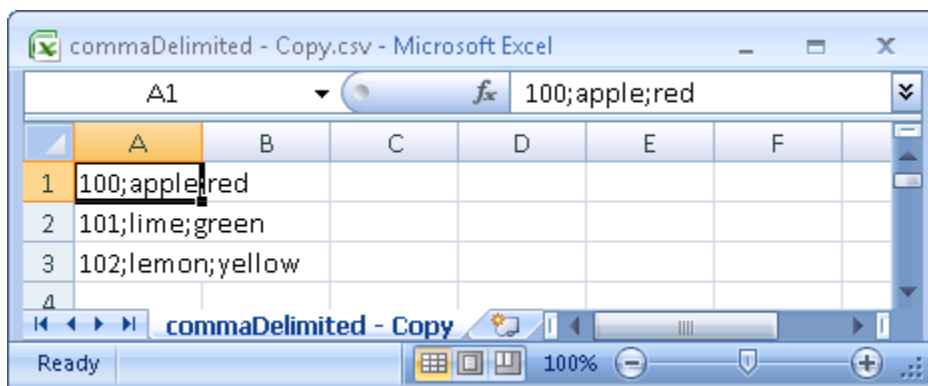 commaDelimited - Copy.csv - Microsoft Excel
A1 fx 100;apple;red
A B C D E F
1 100;apple;red
2 101;lime;green
3 102;lemon;yellow
4
commaDelimited - Copy
Ready 100%